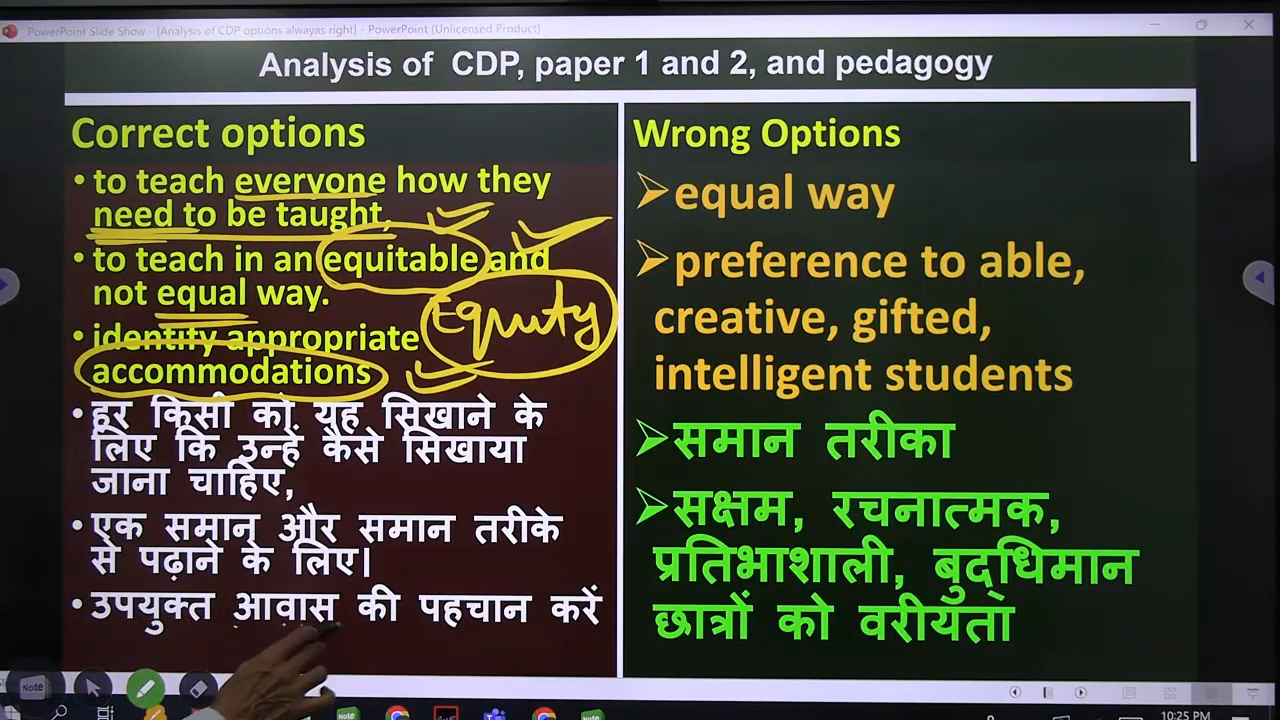 PowerPoint Slide Show - [Analysis of CDP options alwayas right] - PowerPoint (Unlicensed Product)
Analysis of CDP, paper 1 and 2, and pedagogy
Correct options
• to teach everyone how they
need to be taught,
• to teach in an equitable and
not equal way.
Equity
• identify appropriate
accommodations
• हर किसी को यह सिखाने के
लिए कि उन्हें कैसे सिखाया
जाना चाहिए,
• एक समान और समान तरीके
से पढ़ाने के लिए।
• उपयुक्त आवास की पहचान करें
Wrong Options
➢equal way
➢preference to able,
creative, gifted,
intelligent students
➢समान तरीका
➢सक्षम, रचनात्मक,
प्रतिभाशाली, बुद्धिमान
छात्रों को वरीयता
Note
Note
Note
10:25 PM